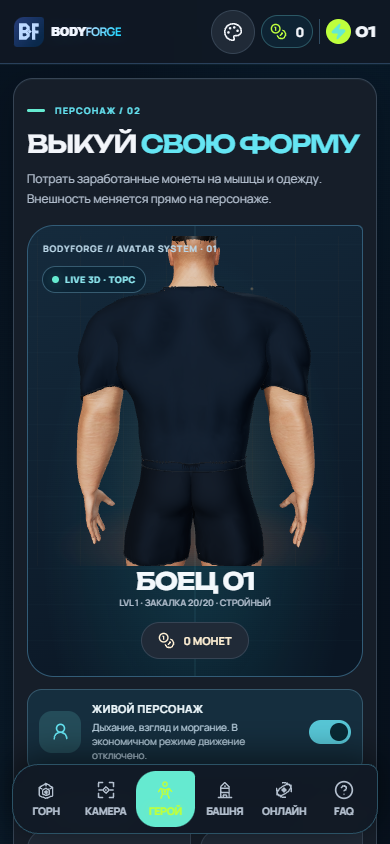 BF BODYFORGE
0
01
ПЕРСОНАЖ / 02
ВЫКУЙ СВОЮ ФОРМУ
Потрать заработанные монеты на мышцы и одежду.
Внешность меняется прямо на персонаже.
BODYFORGE // AVATAR SYSTEM · 01
LIVE 3D · ТОРС
БОЕЦ 01
LVL 1 · ЗАКАЛКА 20/20 · СТРОЙНЫЙ
0 МОНЕТ
ЖИВОЙ ПЕРСОНАЖ
Дыхание, взгляд и моргание. В
экономичном режиме движение
отключено.
ГОРН
КАМЕРА
ГЕРОЙ
БАШНЯ
ОНЛАЙН
FAQ